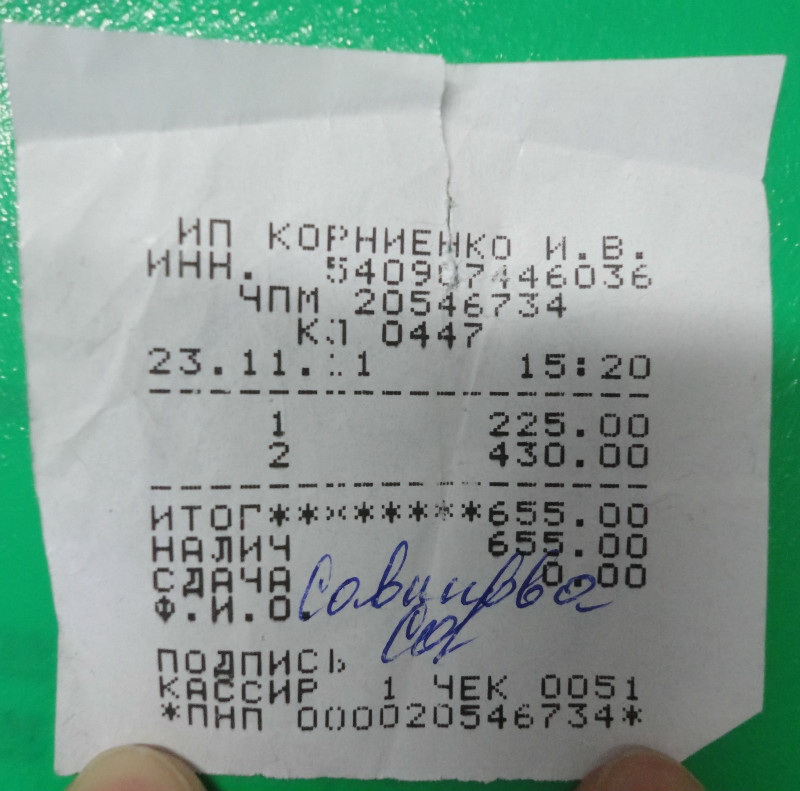 ИП КОРНИЕНКО И.В.
ИНН. 540907446036
ЧПМ 20546734
КЛ 0447
23.11. 15:20
1 225.00
2 430.00
ИТОГ********655.00
НАЛИЧ 655.00
СДАЧА 0.00
Ф.И.О. Савинова
ПОДПИСЬ
КАССИР 1 ЧЕК 0051
*ПНП 000020546734*